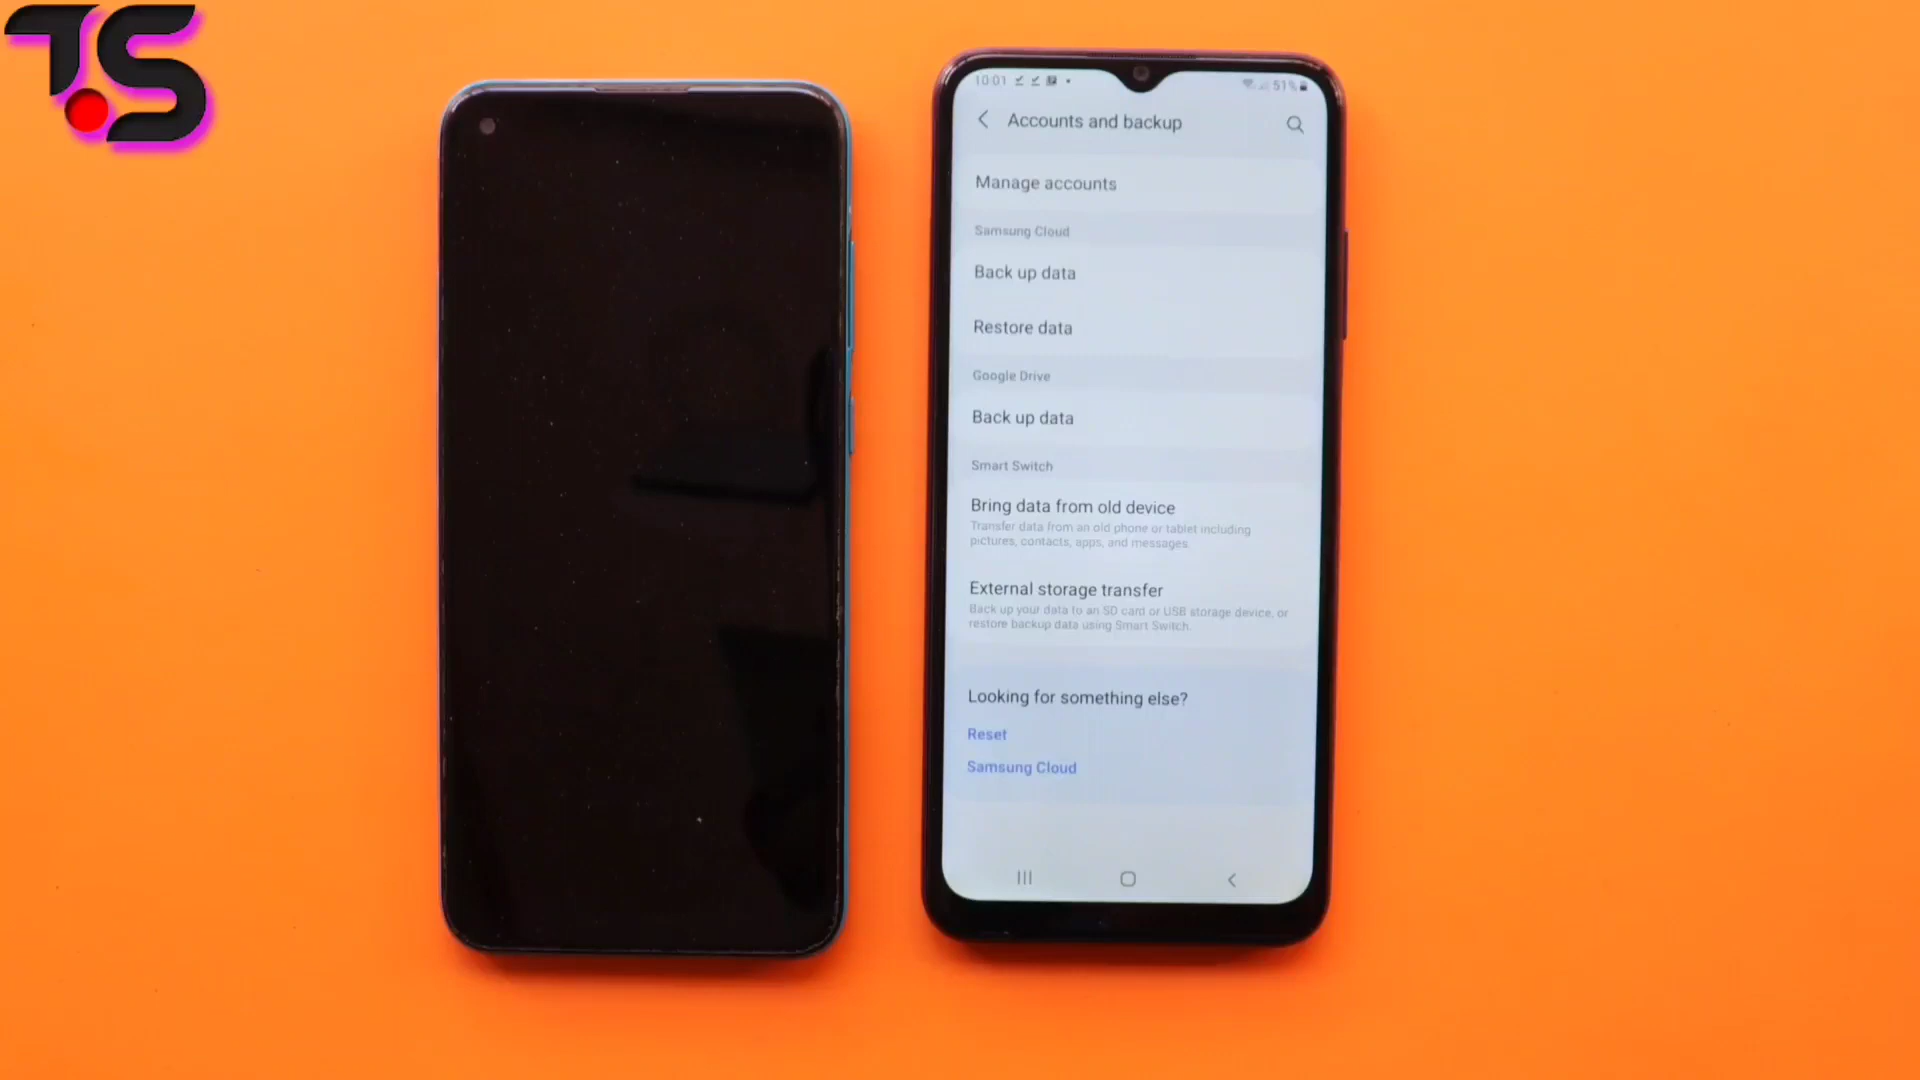 T.S
10:01
51%
Accounts and backup
Manage accounts
Samsung Cloud
Back up data
Restore data
Google Drive
Back up data
Smart Switch
Bring data from old device
Transfer data from an old phone or tablet including
pictures, contacts, apps, and messages.
External storage transfer
Back up your data to an SD card or USB storage device, or
restore backup data using Smart Switch.
Looking for something else?
Reset
Samsung Cloud